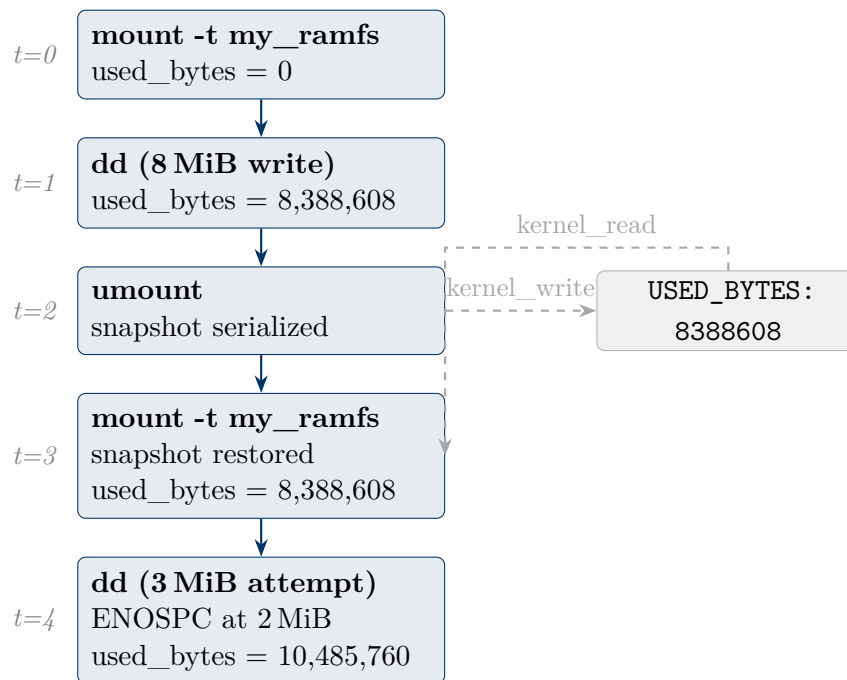 t=0
mount -t my_ramfs
used_bytes = 0
t=1
dd (8 MiB write)
used_bytes = 8,388,608
kernel_read
t=2
umount
snapshot serialized
kernel_write
USED_BYTES:
8388608
t=3
mount -t my_ramfs
snapshot restored
used_bytes = 8,388,608
t=4
dd (3 MiB attempt)
ENOSPC at 2 MiB
used_bytes = 10,485,760